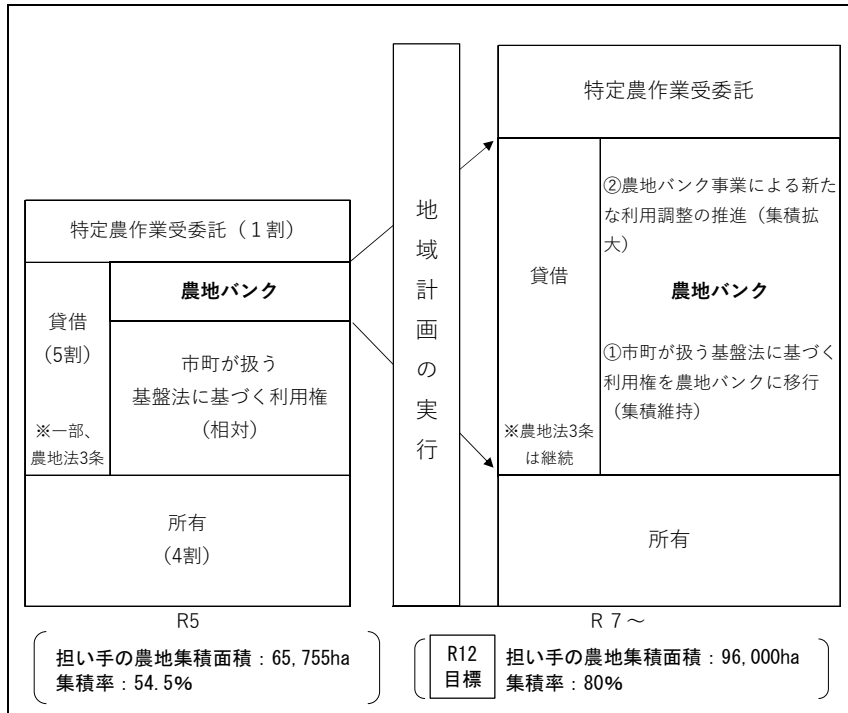 特定農作業受委託(1割)
農地バンク
貸借
(5割)
※一部、
農地法3条
市町が扱う
基盤法に基づく利用権
(相対)
所有
(4割)
R5
担い手の農地集積面積:65,755ha
集積率:54.5%
地域計画の実行
特定農作業受委託
貸借
※農地法3条
は継続
②農地バンク事業による新た
な利用調整の推進(集積拡
大)
農地バンク
①市町が扱う基盤法に基づく
利用権を農地バンクに移行
(集積維持)
所有
R7~
R12
目標
担い手の農地集積面積:96,000ha
集積率:80%